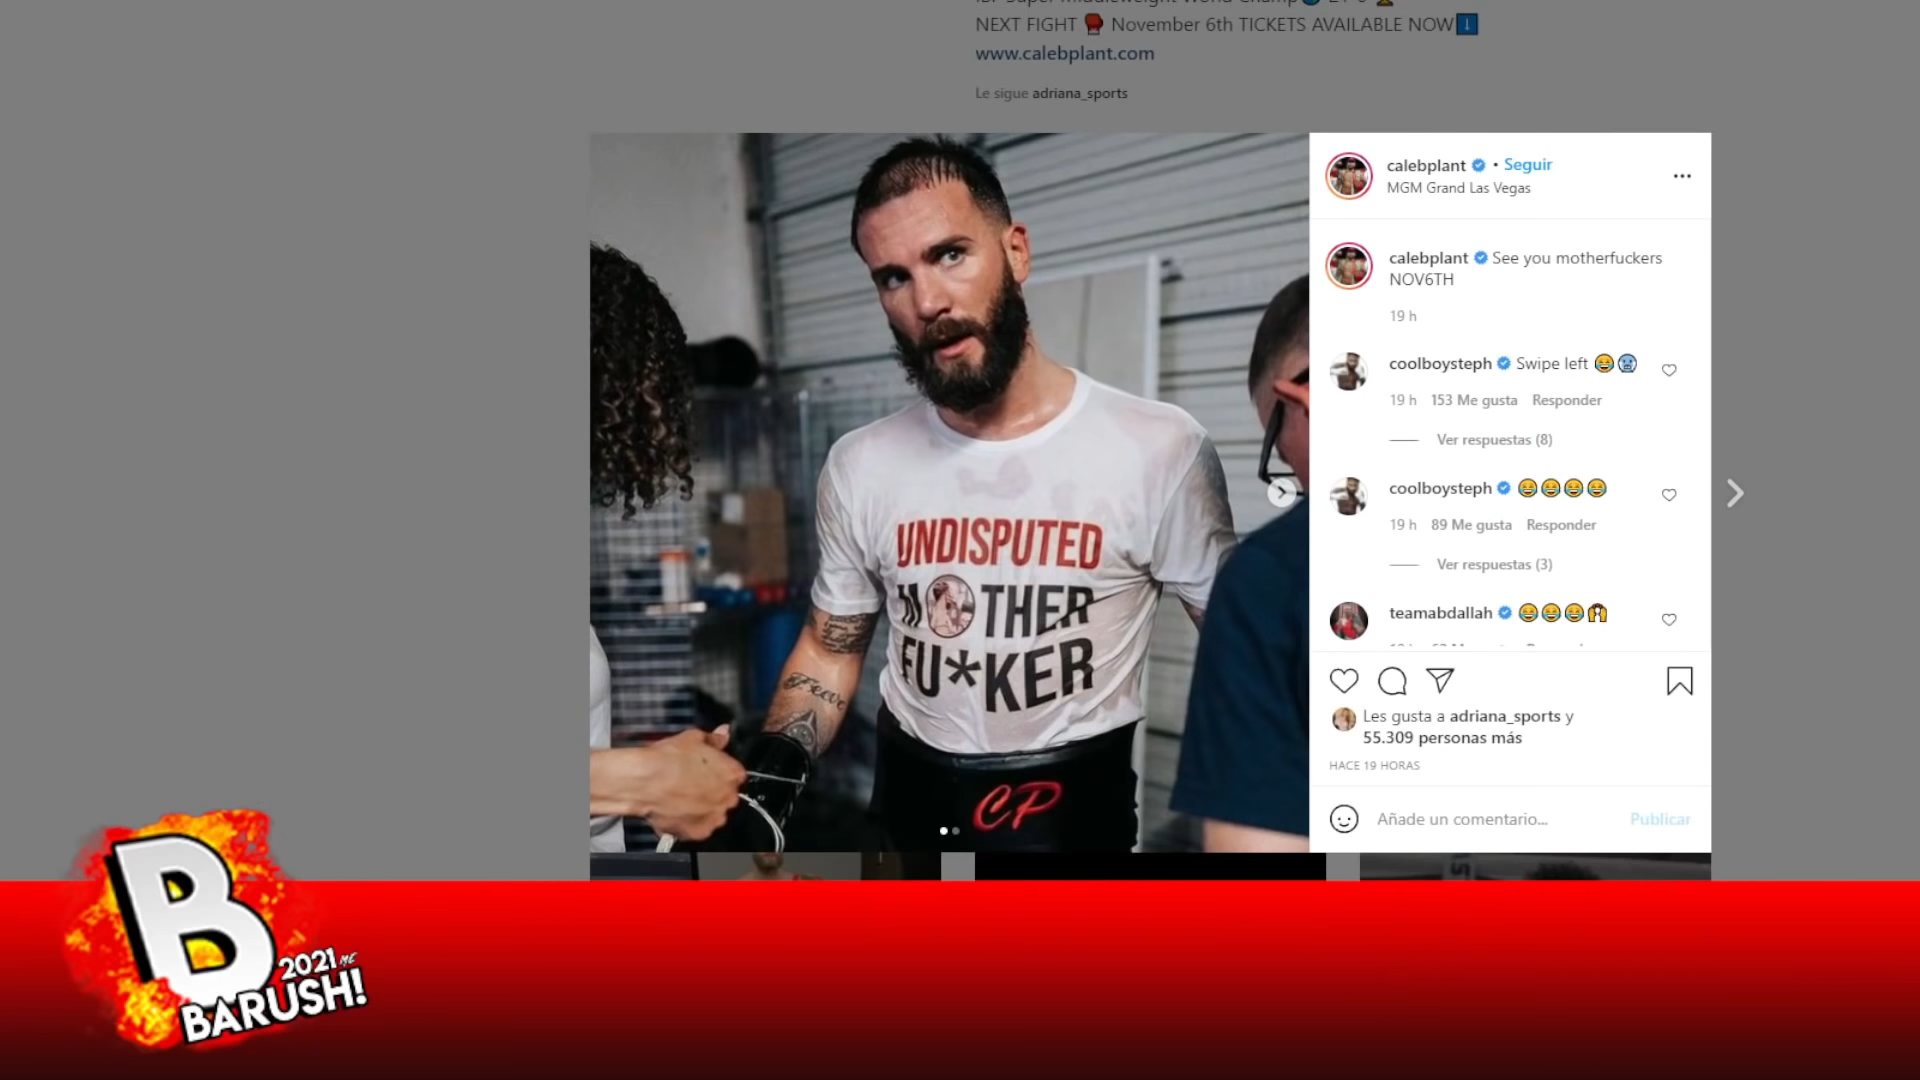 NEXT FIGHT 🥊 November 6th TICKETS AVAILABLE NOW⬇️
www.calebplant.com
Le sigue adriana_sports
calebplant • Seguir
MGM Grand Las Vegas
calebplant See you motherfuckers
NOV6TH
19 h
coolboysteph Swipe left 😂🥶
19 h 153 Me gusta Responder
Ver respuestas (8)
coolboysteph 😂😂😂😂
19 h 89 Me gusta Responder
Ver respuestas (3)
teamabdallah 😂😂😂🙌
Les gusta a adriana_sports y
55.309 personas más
HACE 19 HORAS
Añade un comentario... Publicar
UNDISPUTED
MOTHER
FU*KER
CP
B
2021
BARUSH!